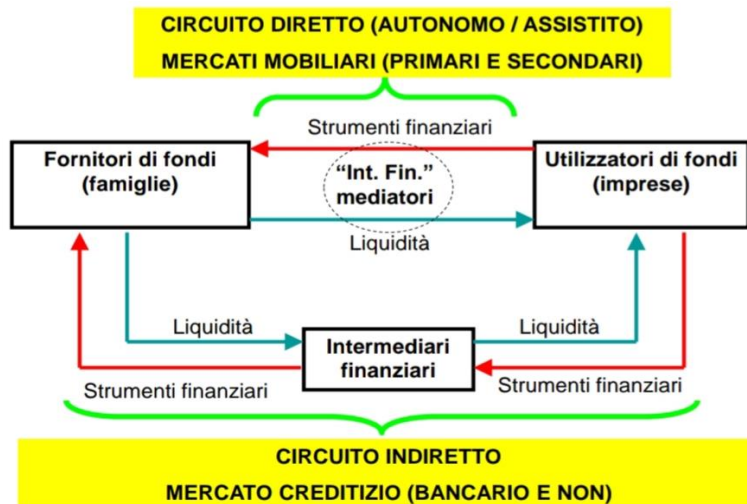 CIRCUITO DIRETTO (AUTONOMO / ASSISTITO)
MERCATI MOBILIARI (PRIMARI E SECONDARI)
Strumenti finanziari
Fornitori di fondi
(famiglie)
“Int. Fin.”
mediatori
Utilizzatori di fondi
(imprese)
Liquidità
Liquidità
Liquidità
Intermediari
finanziari
Strumenti finanziari
Strumenti finanziari
CIRCUITO INDIRETTO
MERCATO CREDITIZIO (BANCARIO E NON)